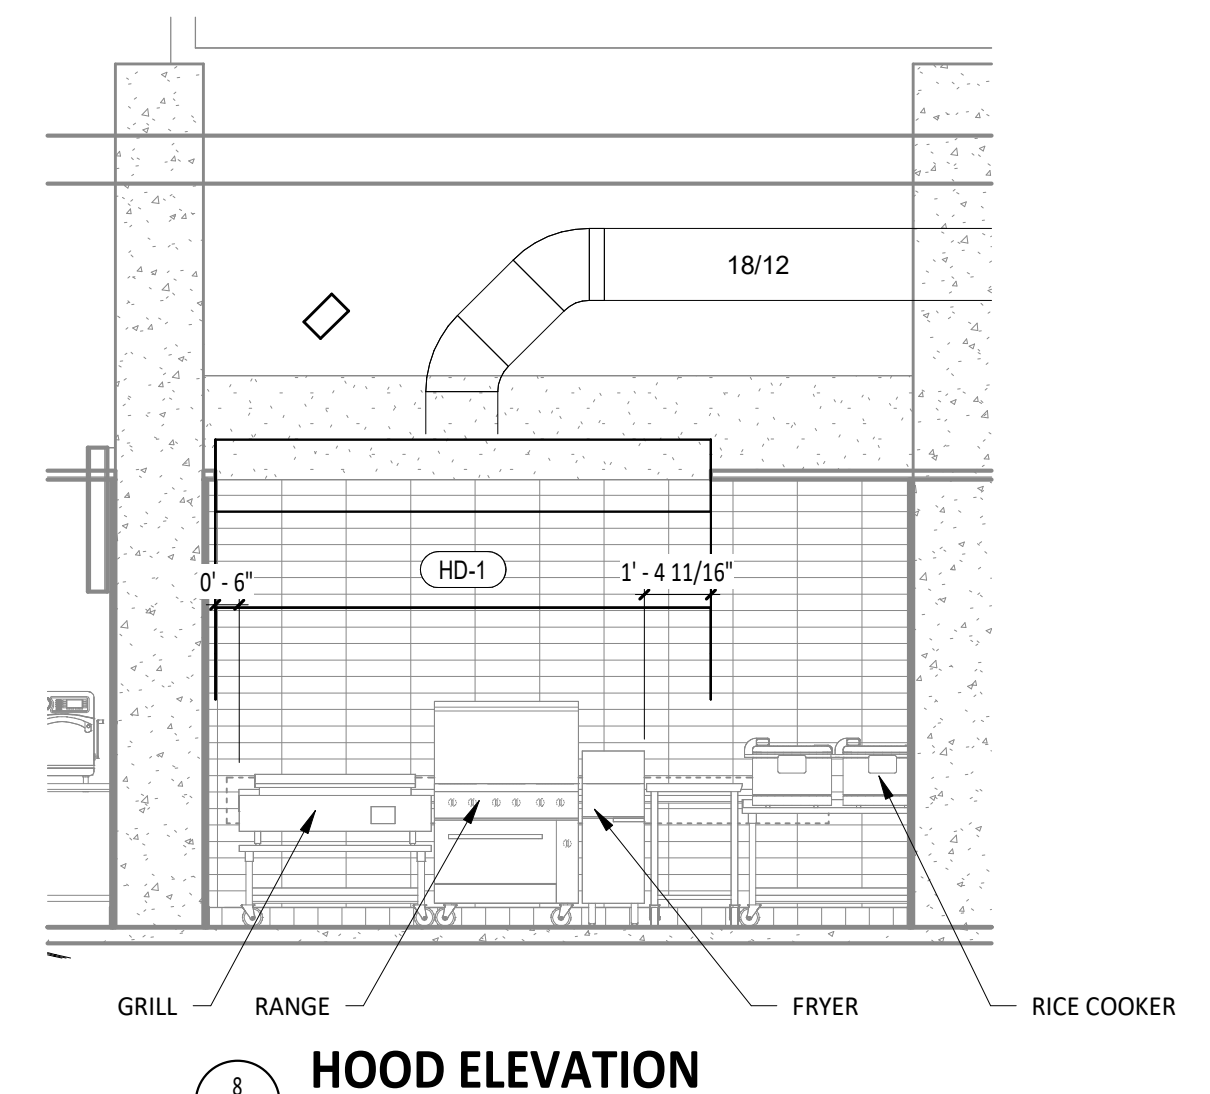 18/12
HD-1
0' - 6"
1' - 4 11/16"
GRILL
RANGE
FRYER
RICE COOKER
8
HOOD ELEVATION